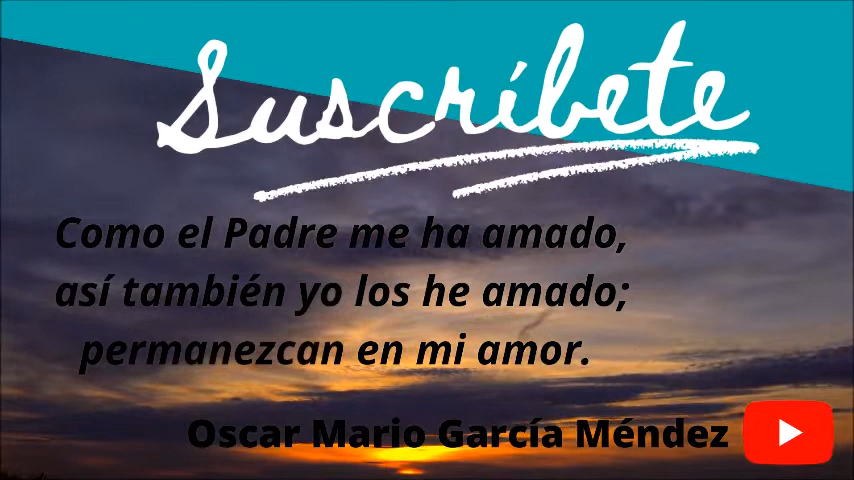 Suscríbete
Como el Padre me ha amado,
así también yo los he amado;
permanezcan en mi amor.
Oscar Mario García Méndez